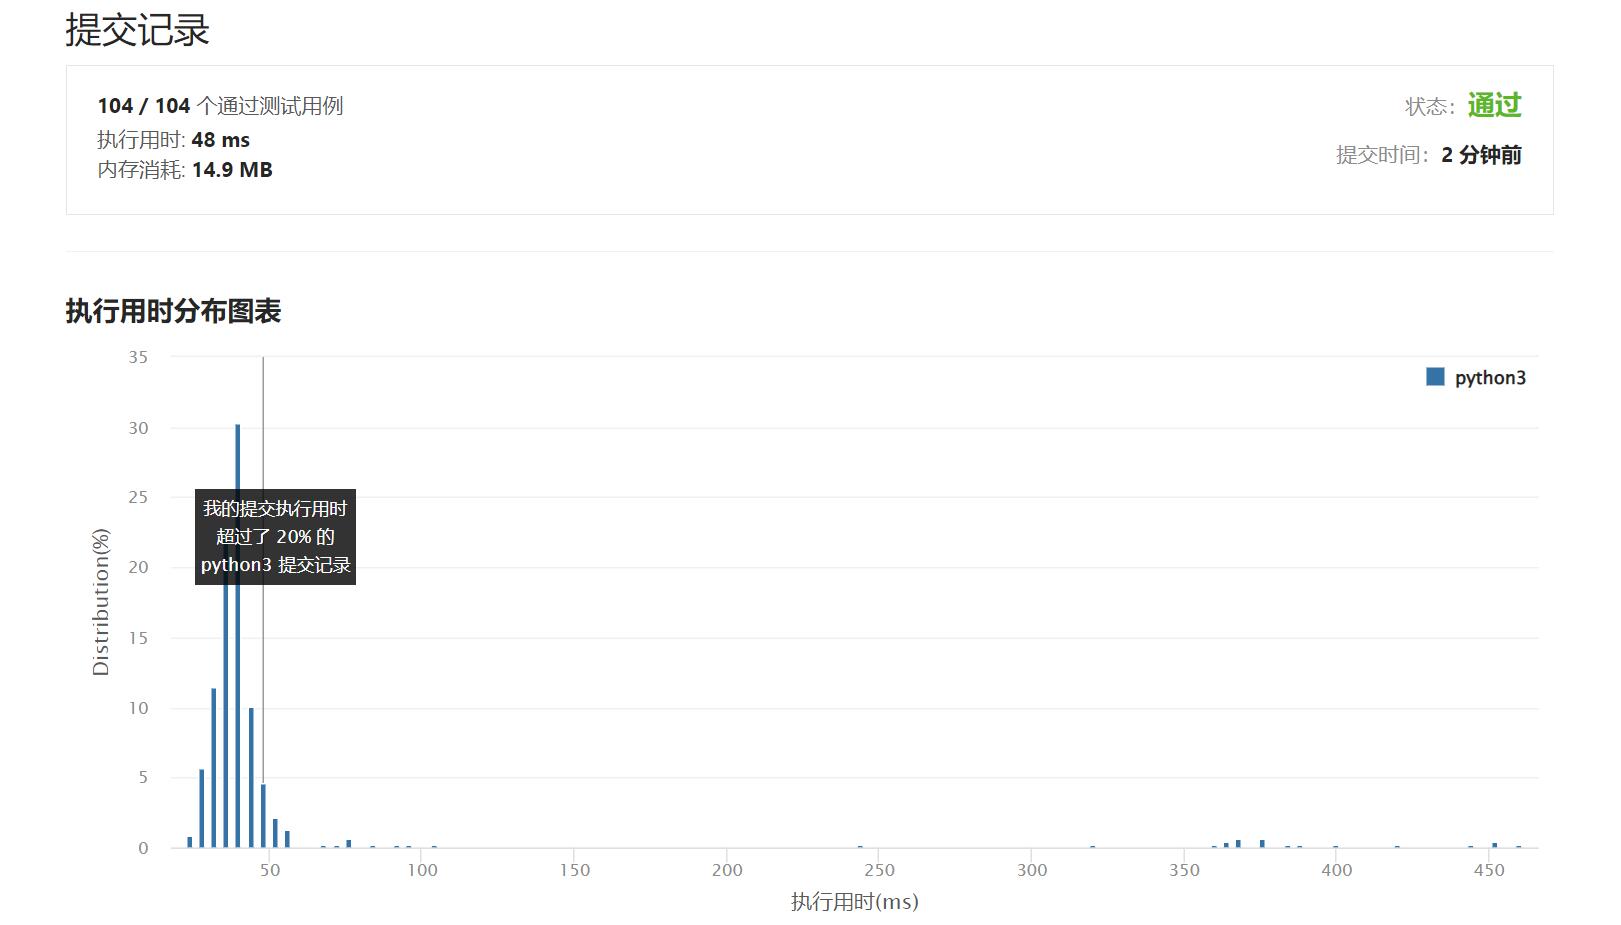 提交记录
104 / 104 个通过测试用例
状态：通过
执行用时: 48 ms
提交时间：2 分钟前
内存消耗: 14.9 MB
执行用时分布图表
35
python3
30
25
我的提交执行用时
超过了 20% 的
python3 提交记录
20
15
10
5
0
Distribution(%)
50 100 150 200 250 300 350 400 450
执行用时(ms)